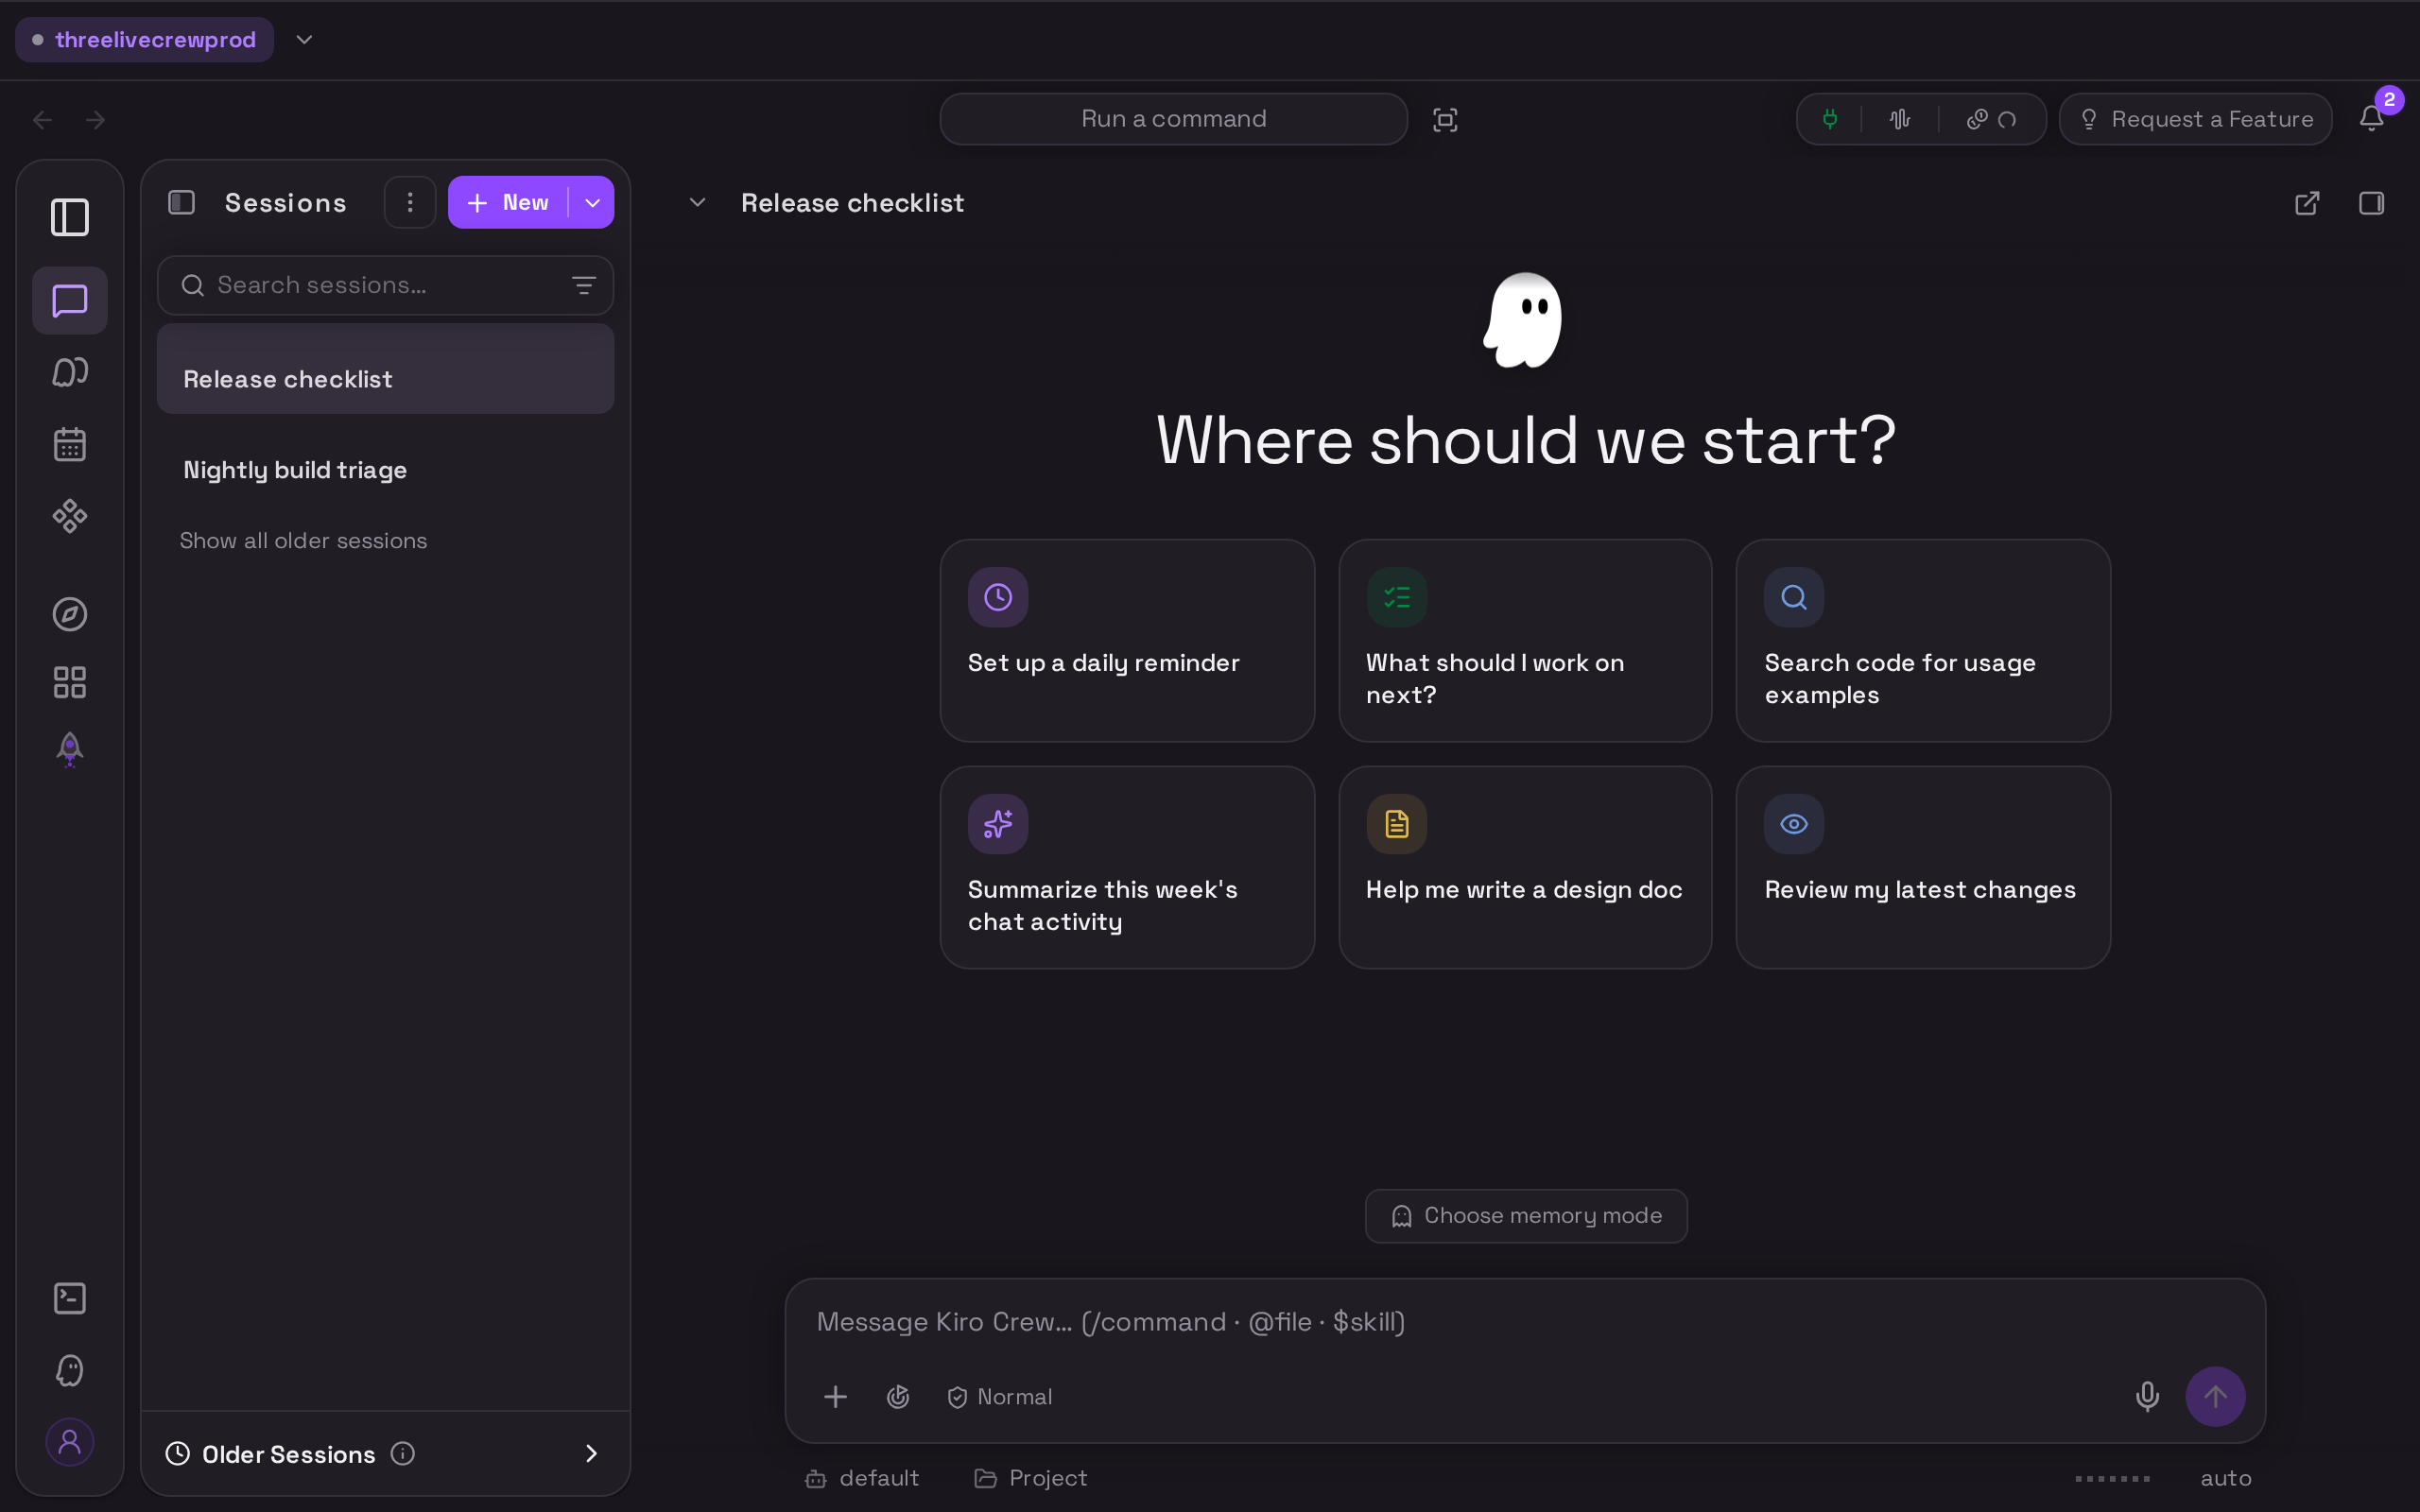 threelivecrewprod
Run a command
Request a Feature
2
Sessions
New
Release checklist
Search sessions...
Release checklist
Nightly build triage
Show all older sessions
Where should we start?
Set up a daily reminder
What should I work on
next?
Search code for usage
examples
Summarize this week's
chat activity
Help me write a design doc
Review my latest changes
Choose memory mode
Message Kiro Crew... (/command · @file · $skill)
Normal
Older Sessions
default
Project
auto